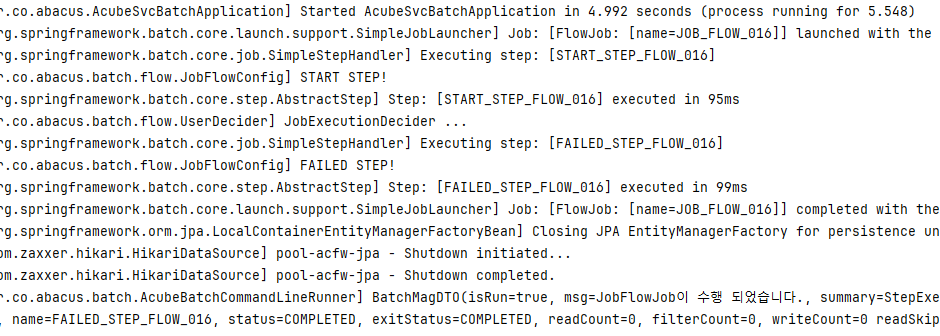 r.co.abacus.AcubeSvcBatchApplication] Started AcubeSvcBatchApplication in 4.992 seconds (process running for 5.548)
rg.springframework.batch.core.launch.support.SimpleJobLauncher] Job: [FlowJob: [name=JOB_FLOW_016]] launched with the
rg.springframework.batch.core.job.SimpleStepHandler] Executing step: [START_STEP_FLOW_016]
r.co.abacus.batch.flow.JobFlowConfig] START STEP!
rg.springframework.batch.core.step.AbstractStep] Step: [START_STEP_FLOW_016] executed in 95ms
r.co.abacus.batch.flow.UserDecider] JobExecutionDecider ...
rg.springframework.batch.core.job.SimpleStepHandler] Executing step: [FAILED_STEP_FLOW_016]
r.co.abacus.batch.flow.JobFlowConfig] FAILED STEP!
rg.springframework.batch.core.step.AbstractStep] Step: [FAILED_STEP_FLOW_016] executed in 99ms
rg.springframework.batch.core.launch.support.SimpleJobLauncher] Job: [FlowJob: [name=JOB_FLOW_016]] completed with the
rg.springframework.orm.jpa.LocalContainerEntityManagerFactoryBean] Closing JPA EntityManagerFactory for persistence un
om.zaxxer.hikari.HikariDataSource] pool-acfw-jpa - Shutdown initiated...
om.zaxxer.hikari.HikariDataSource] pool-acfw-jpa - Shutdown completed.
r.co.abacus.batch.AcubeBatchCommandLineRunner] BatchMagDTO(isRun=true, msg=JobFlowJob이 수행 되었습니다., summary=StepExe
, name=FAILED_STEP_FLOW_016, status=COMPLETED, exitStatus=COMPLETED, readCount=0, filterCount=0, writeCount=0 readSkip